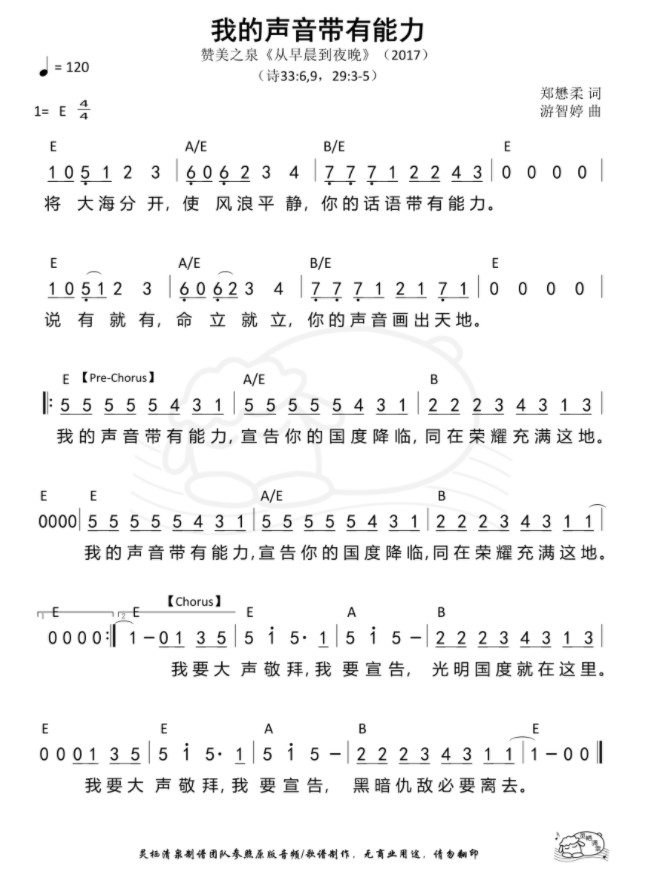 我的声音带有能力
赞美之泉《从早晨到夜晚》（2017）
（诗33:6,9，29:3-5）
♩ = 120
郑懋柔 词
1= E 4/4
游智婷 曲
E A/E B/E E
1 0 5 1 2 3 | 6 0 6 2 3 4 | 7 7 7 1 2 2 4 3 | 0 0 0 0 |
将 大海分 开, 使 风浪平 静, 你的话语带有能力。
E A/E B/E E
1 0 5 1 2 3 | 6 0 6 2 3 4 | 7 7 7 1 2 1 7 1 | 0 0 0 0 |
说 有 就 有, 命 立 就 立, 你的声音画出天地。
E 【Pre-Chorus】 A/E B
‖: 5 5 5 5 5 4 3 1 | 5 5 5 5 5 4 3 1 | 2 2 2 3 4 3 1 3 |
我的声音带有能力, 宣告你的国度降临, 同在荣耀充满这地。
E E A/E B
0000 | 5 5 5 5 5 4 3 1 | 5 5 5 5 5 4 3 1 | 2 2 2 3 4 3 1 1 |
我的声音带有能力, 宣告你的国度降临, 同在荣耀充满这地。
【Chorus】
1. E 2. E E A B
0 0 0 0 :‖ 1 – 0 1 3 5 | 5 i 5· 1 | 5 i 5 – | 2 2 2 3 4 3 1 3 |
我要大 声敬拜, 我 要宣告, 光明国度就在这里。
E E A B E
0 0 0 1 3 5 | 5 i 5· 1 | 5 i 5 – | 2 2 2 3 4 3 1 1 | 1 – 0 0 ‖
我要大 声敬拜, 我 要宣告, 黑暗仇敌必要离去。
灵栖清泉制谱团队参照原版音频/歌谱制作，无商业用途，请勿翻印